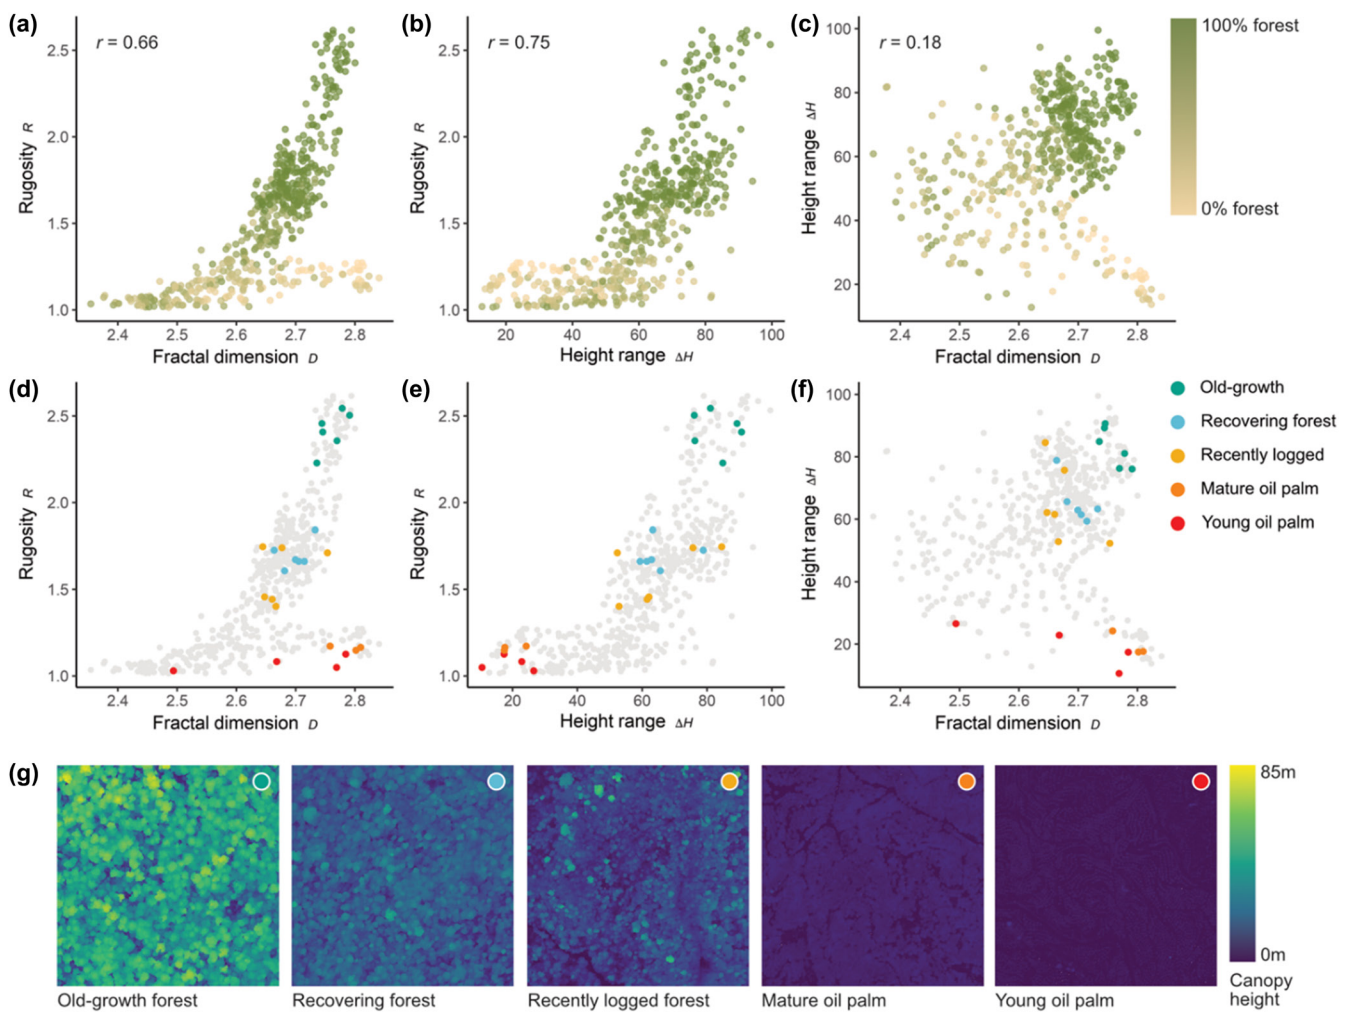 (a)
r = 0.66
2.5
2.0
1.5
1.0
Rugosity R
2.4 2.5 2.6 2.7 2.8
Fractal dimension D
(b)
r = 0.75
2.5
2.0
1.5
1.0
Rugosity R
20 40 60 80 100
Height range ΔH
(c)
r = 0.18
100
80
60
40
20
Height range ΔH
2.4 2.5 2.6 2.7 2.8
Fractal dimension D
100% forest
0% forest
(d)
2.5
2.0
1.5
1.0
Rugosity R
2.4 2.5 2.6 2.7 2.8
Fractal dimension D
(e)
2.5
2.0
1.5
1.0
Rugosity R
20 40 60 80 100
Height range ΔH
(f)
100
80
60
40
20
Height range ΔH
2.4 2.5 2.6 2.7 2.8
Fractal dimension D
Old-growth
Recovering forest
Recently logged
Mature oil palm
Young oil palm
(g)
Old-growth forest
Recovering forest
Recently logged forest
Mature oil palm
Young oil palm
85m
0m
Canopy
height